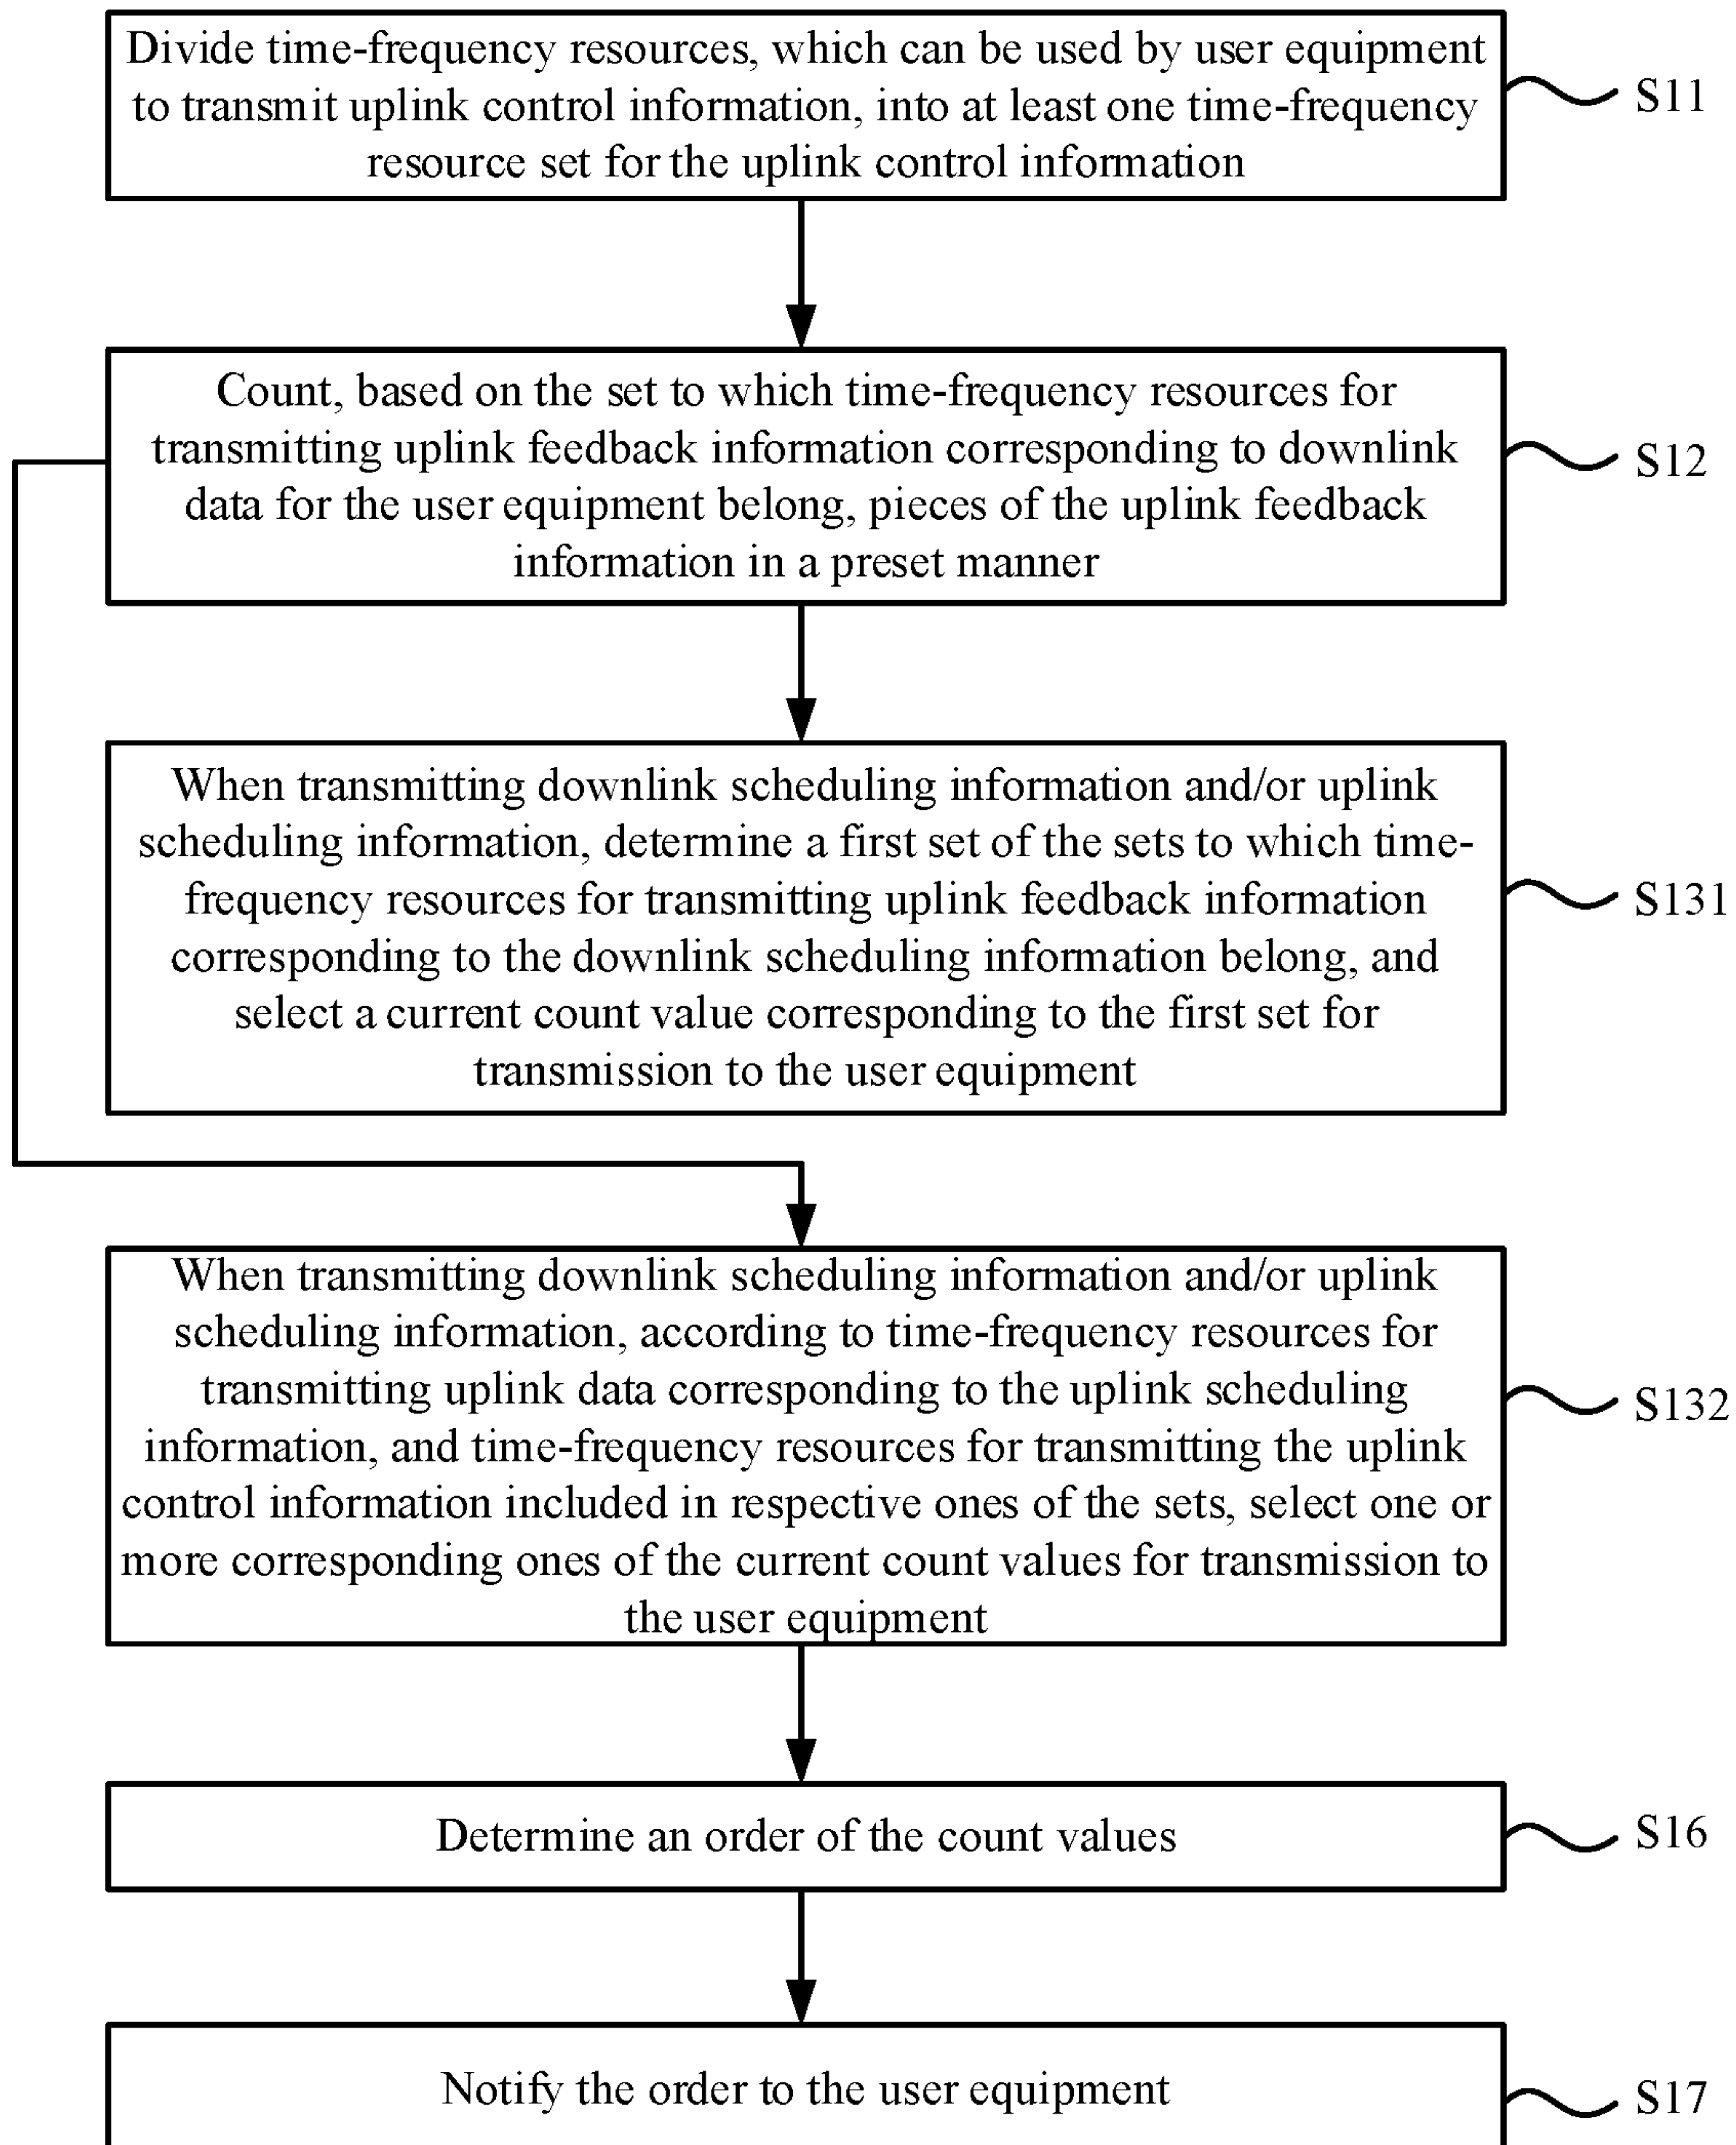 Divide time-frequency resources, which can be used by user equipment
to transmit uplink control information, into at least one time-frequency
resource set for the uplink control information
S11
Count, based on the set to which time-frequency resources for
transmitting uplink feedback information corresponding to downlink
data for the user equipment belong, pieces of the uplink feedback
information in a preset manner
S12
When transmitting downlink scheduling information and/or uplink
scheduling information, determine a first set of the sets to which time-
frequency resources for transmitting uplink feedback information
corresponding to the downlink scheduling information belong, and
select a current count value corresponding to the first set for
transmission to the user equipment
S131
When transmitting downlink scheduling information and/or uplink
scheduling information, according to time-frequency resources for
transmitting uplink data corresponding to the uplink scheduling
information, and time-frequency resources for transmitting the uplink
control information included in respective ones of the sets, select one or
more corresponding ones of the current count values for transmission to
the user equipment
S132
Determine an order of the count values
S16
Notify the order to the user equipment
S17